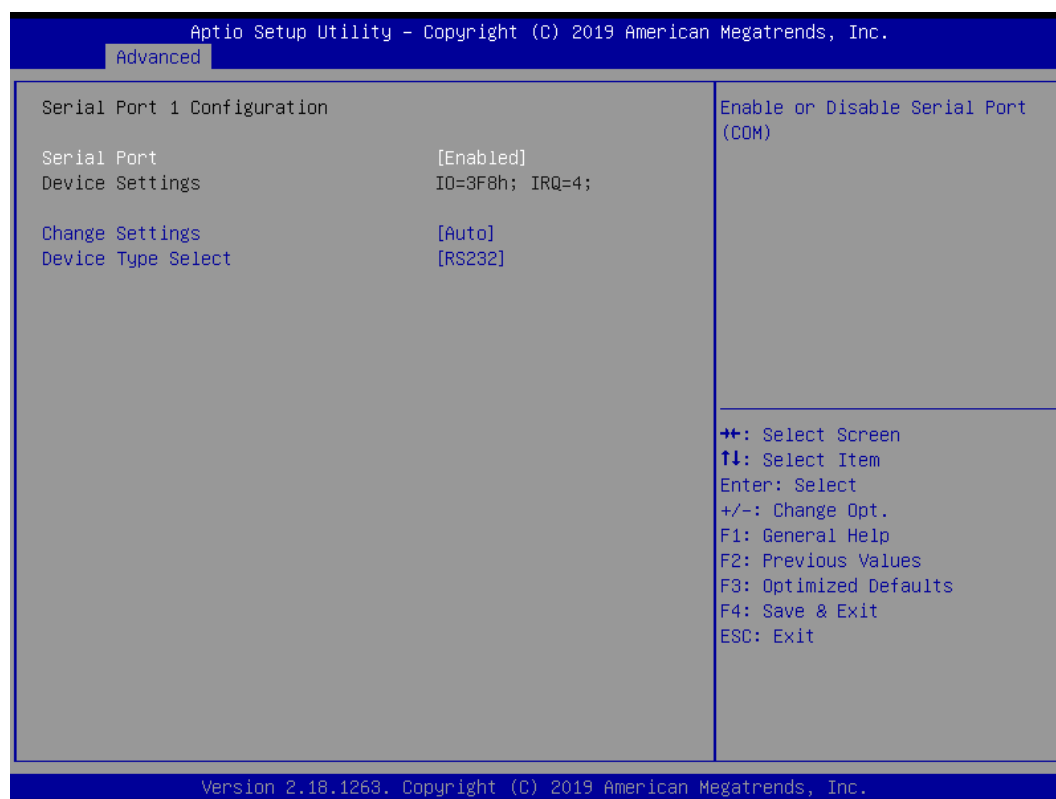 Aptio Setup Utility – Copyright (C) 2019 American Megatrends, Inc.
Advanced
Serial Port 1 Configuration
Serial Port [Enabled]
Device Settings IO=3F8h; IRQ=4;
Change Settings [Auto]
Device Type Select [RS232]
Enable or Disable Serial Port
(COM)
→←: Select Screen
↑↓: Select Item
Enter: Select
+/-: Change Opt.
F1: General Help
F2: Previous Values
F3: Optimized Defaults
F4: Save & Exit
ESC: Exit
Version 2.18.1263. Copyright (C) 2019 American Megatrends, Inc.